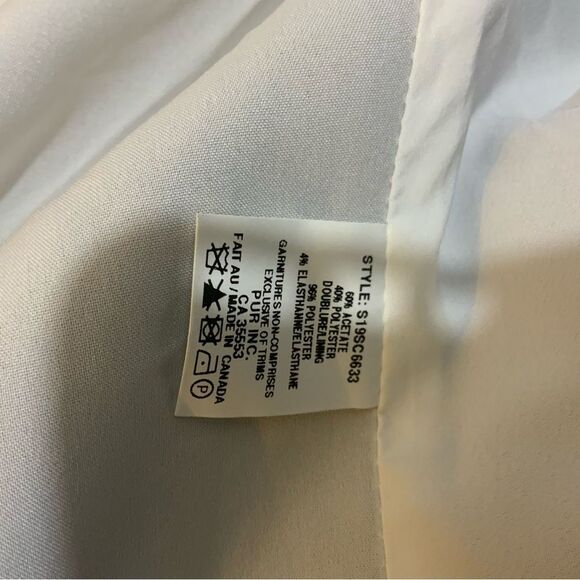 STYLE: S19SC6633
60% ACETATE
40% POLYESTER
DOUBLURE/LINING
96% POLYESTER
4% ELASTHANNE/ELASTHANE
GARNITURES NON-COMPRISES
EXCLUSIVE OF TRIMS
PUR INC.
CA 35553
FAIT AU / MADE IN CANADA
P